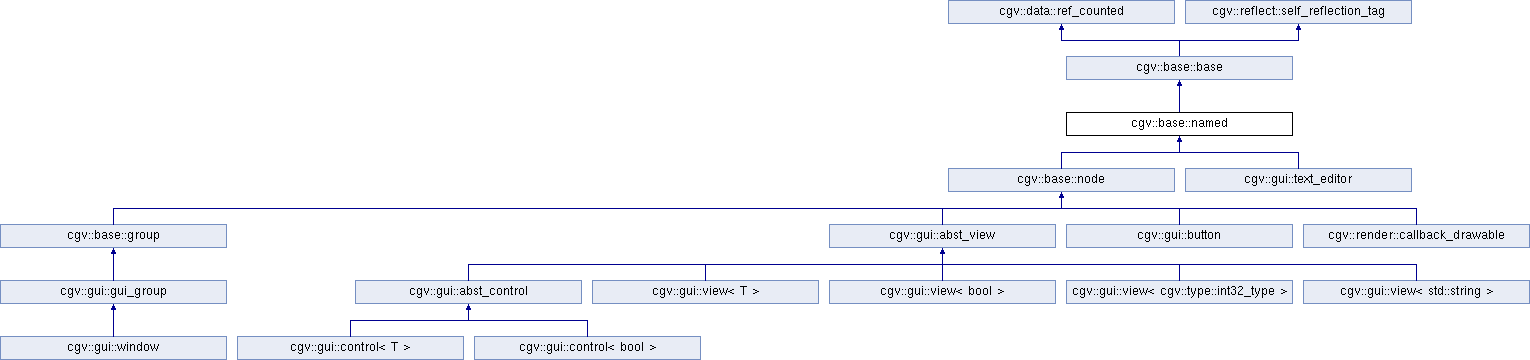 cgv::data::ref_counted cgv::reflect::self_reflection_tag
cgv::base::base
cgv::base::named
cgv::base::node cgv::gui::text_editor
cgv::base::group cgv::gui::abst_view cgv::gui::button cgv::render::callback_drawable
cgv::gui::gui_group cgv::gui::abst_control cgv::gui::view< T > cgv::gui::view< bool > cgv::gui::view< cgv::type::int32_type > cgv::gui::view< std::string >
cgv::gui::window cgv::gui::control< T > cgv::gui::control< bool >